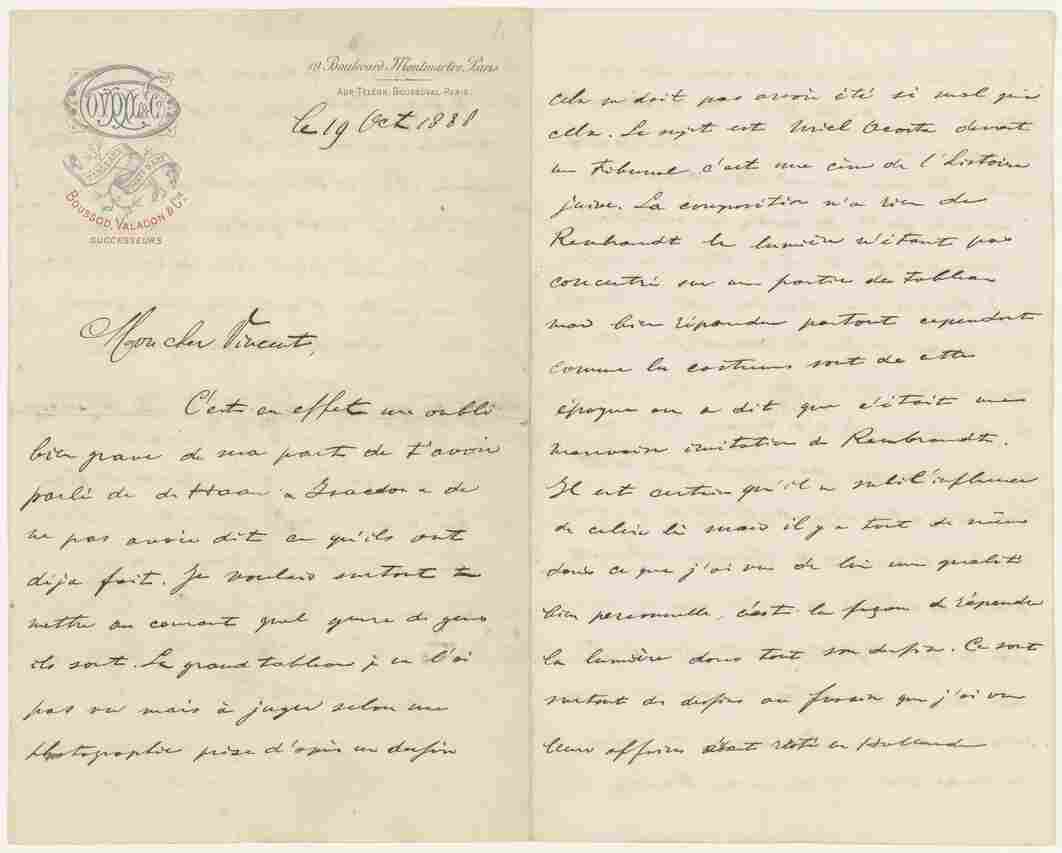 19 Boulevard Montmartre, Paris
ADR. TÉLÉGR. BOUSSOVAL-PARIS.
le 19 Oct 1888
BOUSSOD, VALADON & Cie
SUCCESSEURS
Mon cher Vincent,
C'est en effet un oubli
bien grave de ma part de t'avoir
parlé de de Haan & Isaäcson & de
ne pas avoir dit ce qu'ils ont
déja fait. Je voulais surtout te
mettre au courant quel genre de gens
ils sont. Le grand tableau je ne l'ai
pas vu mais à juger selon une
photographie prise d'après un dessin
cela ne doit pas avoir été si mal que
cela. Le sujet est Uriel Acosta devant
un tribunal, c'est une cène de l'histoire
juive. La composition n'a rien de
Rembrandt la lumière n'étant pas
concentré sur une partie du tableau
mais bien répandue partout cependant
comme les costumes sont de cette
époque on a dit que c'était une
mauvaise imitation de Rembrandt.
Il est certain qu'il a subi l'influence
de celui là mais il y a tout de même
dans ce que j'ai vu de lui une qualité
bien personnelle, c'est la façon de répandre
la lumière dans tout son dessin. Ce sont
surtout des dessins au fusain que j'ai vu
leurs affaires étant resté en Hollande